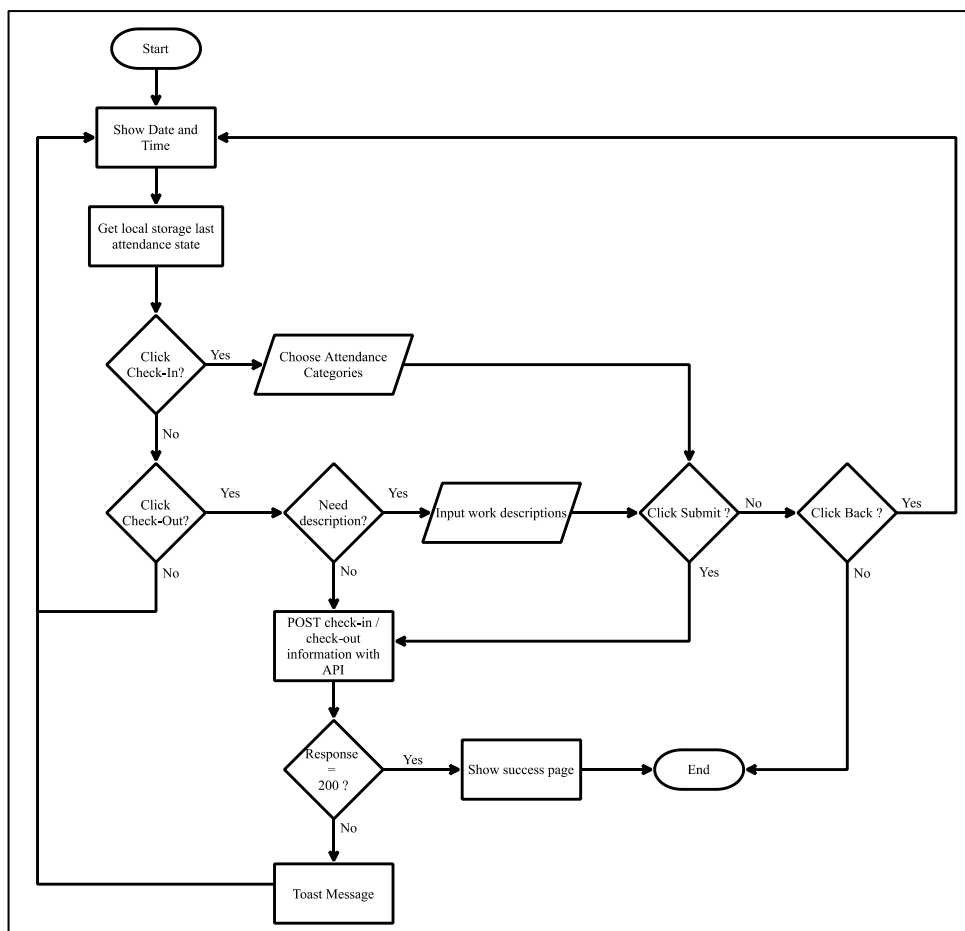 Start
Show Date and
Time
Get local storage last
attendance state
Click
Check-In?
Yes
Choose Attendance
Categories
No
Click
Check-Out?
Yes
Need
description?
Yes
Input work descriptions
Click Submit ?
No
Click Back ?
Yes
No
No
Yes
No
POST check-in /
check-out
information with
API
Response
=
200 ?
Yes
Show success page
End
No
Toast Message